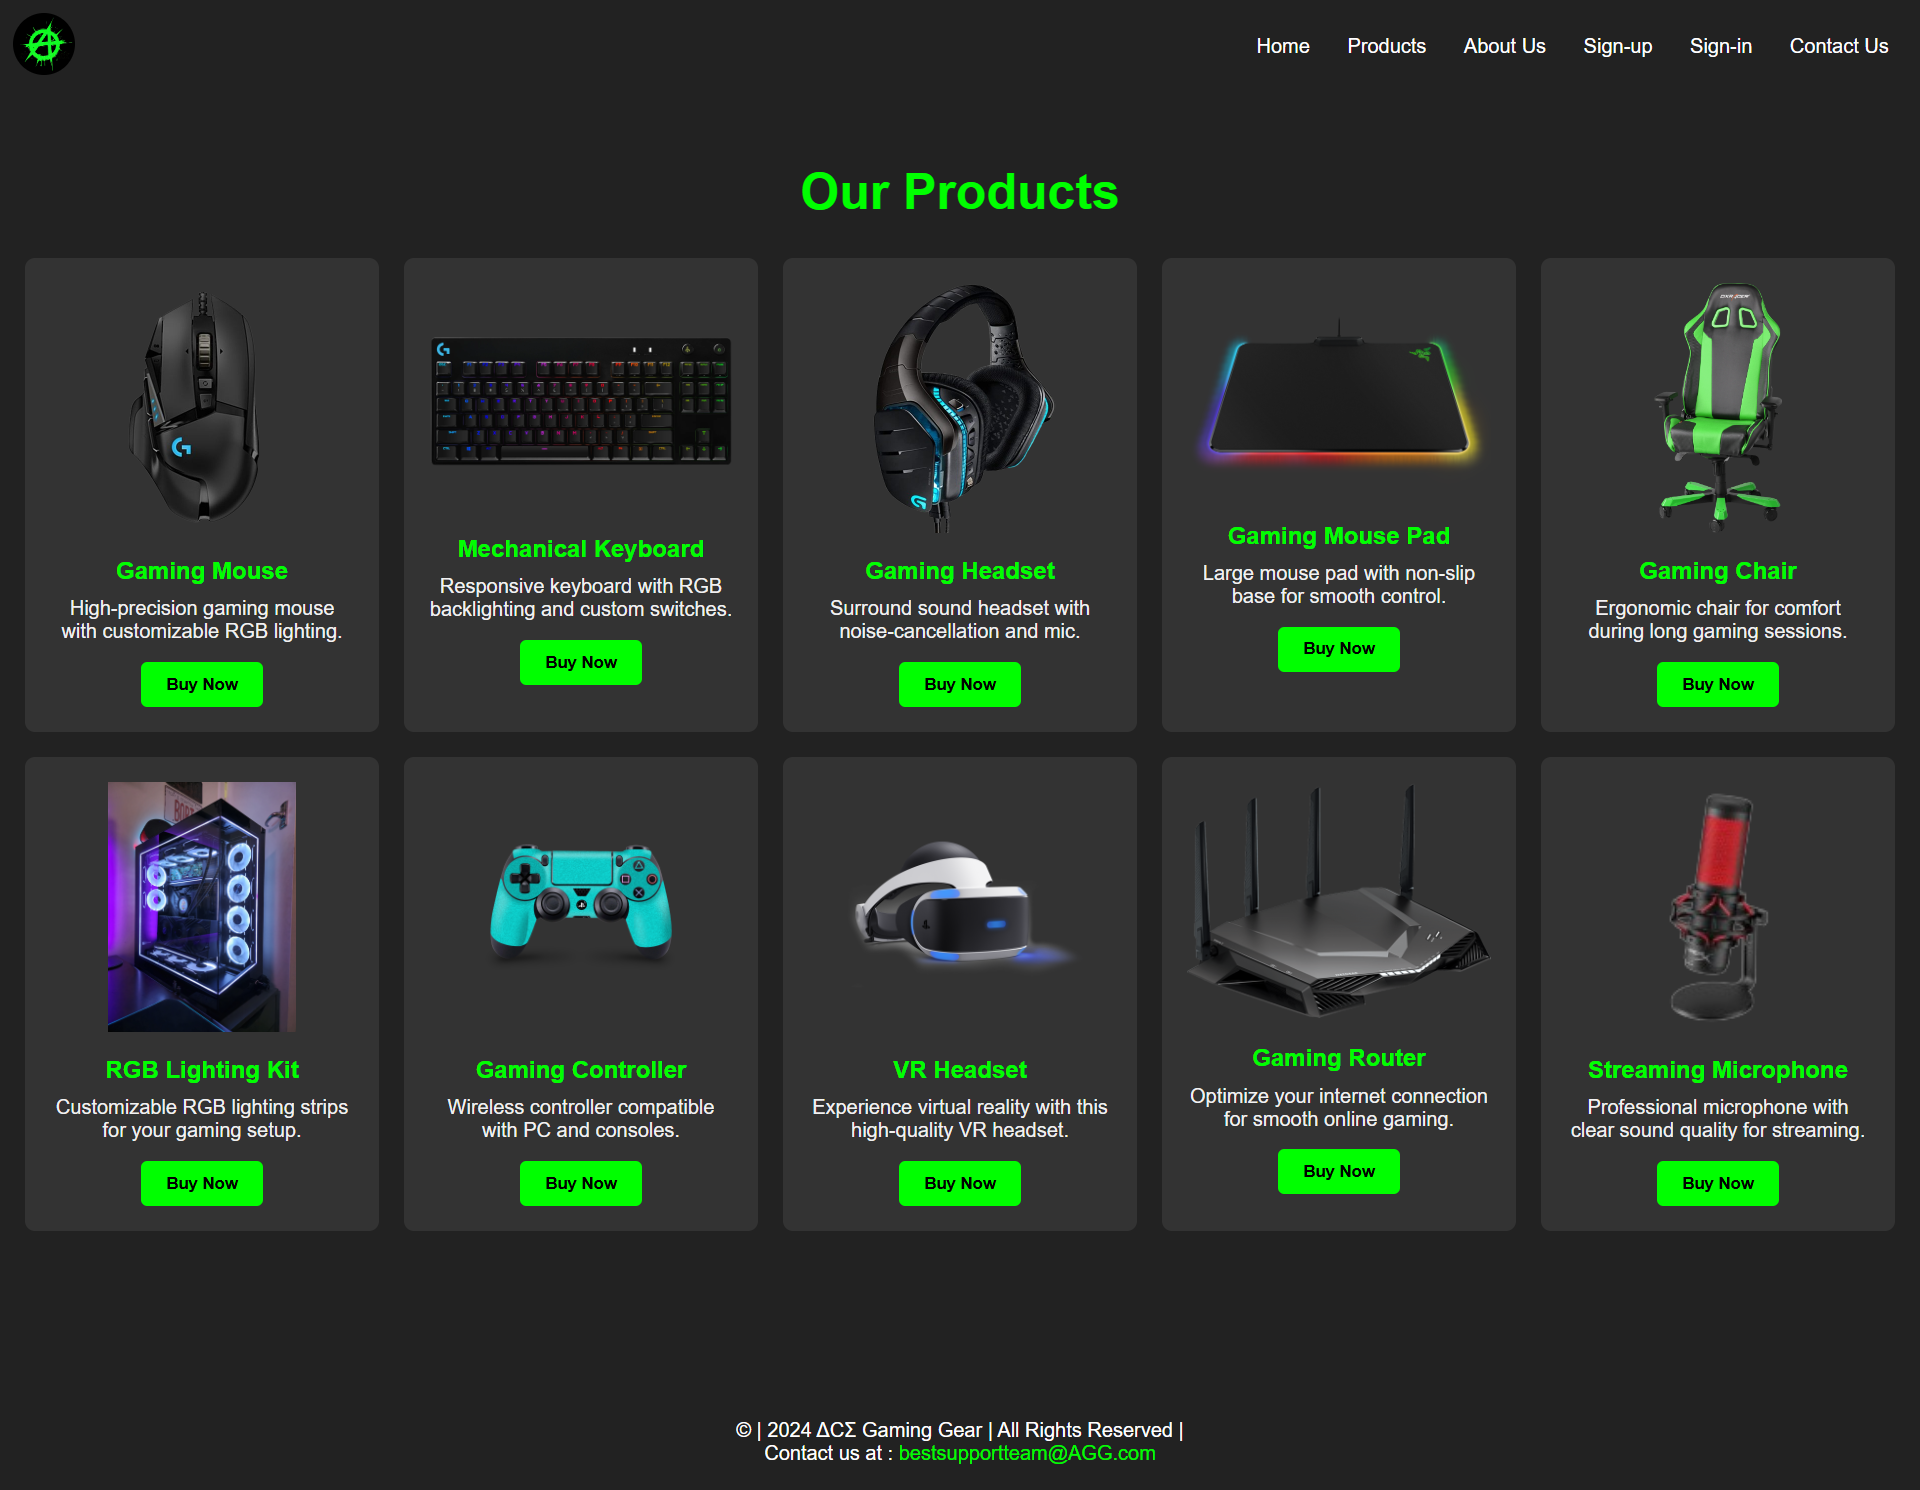 Home Products About Us Sign-up Sign-in Contact Us
Our Products
Gaming Mouse
High-precision gaming mouse
with customizable RGB lighting.
Buy Now
Mechanical Keyboard
Responsive keyboard with RGB
backlighting and custom switches.
Buy Now
Gaming Headset
Surround sound headset with
noise-cancellation and mic.
Buy Now
Gaming Mouse Pad
Large mouse pad with non-slip
base for smooth control.
Buy Now
Gaming Chair
Ergonomic chair for comfort
during long gaming sessions.
Buy Now
RGB Lighting Kit
Customizable RGB lighting strips
for your gaming setup.
Buy Now
Gaming Controller
Wireless controller compatible
with PC and consoles.
Buy Now
VR Headset
Experience virtual reality with this
high-quality VR headset.
Buy Now
Gaming Router
Optimize your internet connection
for smooth online gaming.
Buy Now
Streaming Microphone
Professional microphone with
clear sound quality for streaming.
Buy Now
© | 2024 ΔCΣ Gaming Gear | All Rights Reserved |
Contact us at : bestsupportteam@AGG.com